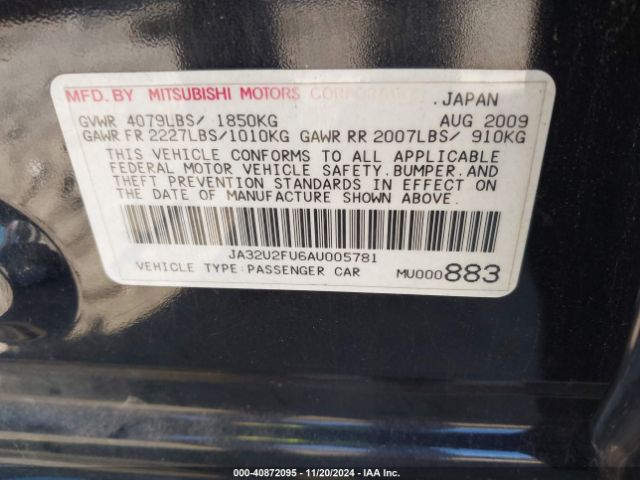 MFD. BY MITSUBISHI MOTORS CORPORATION, JAPAN
GVWR 4079LBS/ 1850KG AUG 2009
GAWR FR 2227LBS/1010KG GAWR RR 2007LBS/ 910KG
THIS VEHICLE CONFORMS TO ALL APPLICABLE
FEDERAL MOTOR VEHICLE SAFETY, BUMPER, AND
THEFT PREVENTION STANDARDS IN EFFECT ON
THE DATE OF MANUFACTURE SHOWN ABOVE.
JA32U2FU6AU005781
VEHICLE TYPE:PASSENGER CAR MU000883
000-40872095 - 11/20/2024 - IAA Inc.